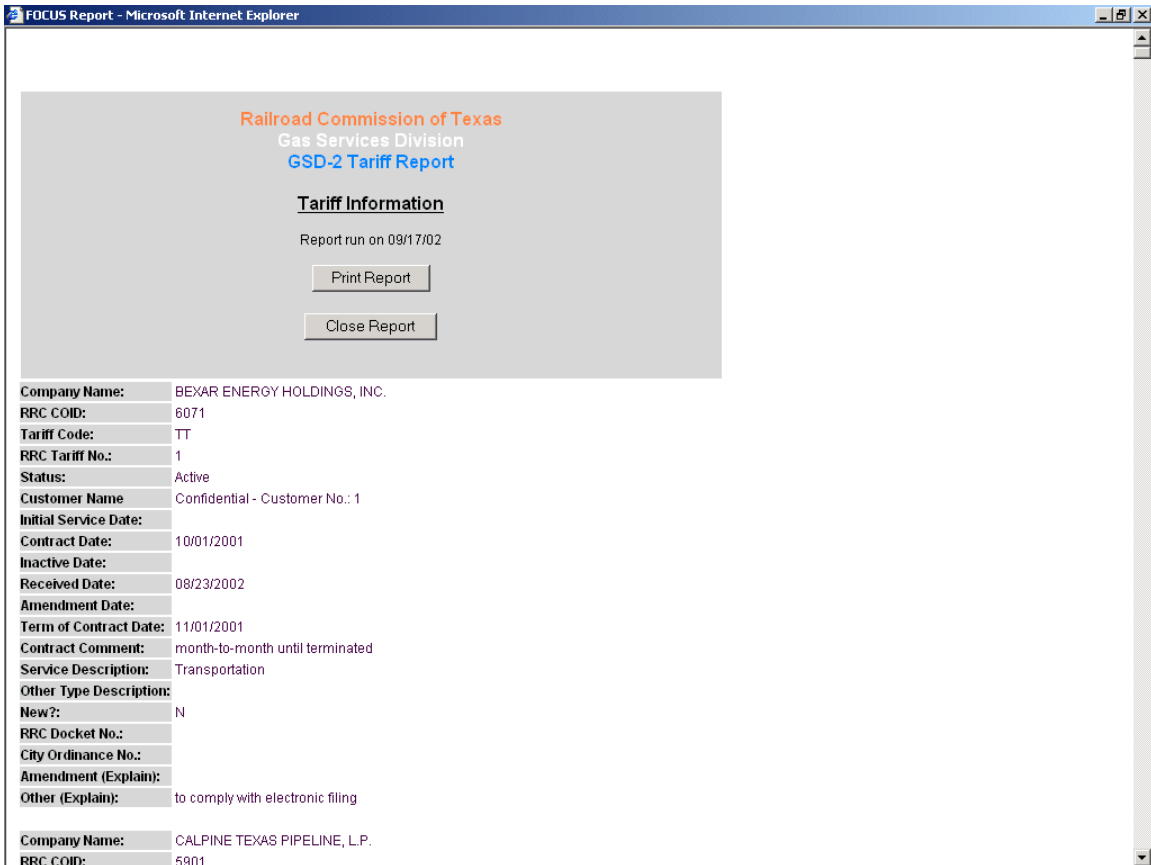 FOCUS Report - Microsoft Internet Explorer
Railroad Commission of Texas
Gas Services Division
GSD-2 Tariff Report
Tariff Information
Report run on 09/17/02
Print Report
Close Report
Company Name: BEXAR ENERGY HOLDINGS, INC.
RRC COID: 6071
Tariff Code: TT
RRC Tariff No.: 1
Status: Active
Customer Name Confidential - Customer No.: 1
Initial Service Date:
Contract Date: 10/01/2001
Inactive Date:
Received Date: 08/23/2002
Amendment Date:
Term of Contract Date: 11/01/2001
Contract Comment: month-to-month until terminated
Service Description: Transportation
Other Type Description:
New?: N
RRC Docket No.:
City Ordinance No.:
Amendment (Explain):
Other (Explain): to comply with electronic filing
Company Name: CALPINE TEXAS PIPELINE, L.P.
RRC COID: 5901